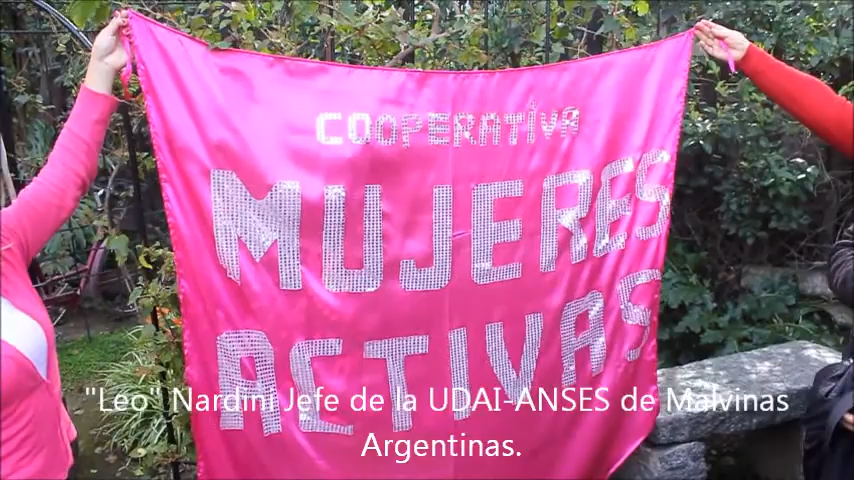 COOPERATIVA
MUJERES
ACTIVAS
"Leo" Nardini Jefe de la UDAI-ANSES de Malvinas
Argentinas.